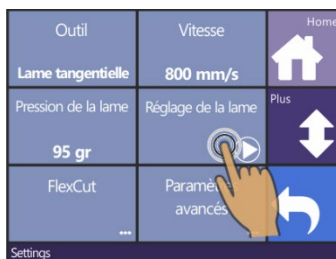 Outil
Lame tangentielle
Vitesse
800 mm/s
Home
Pression de la lame
95 gr
Réglage de la lame
Plus
FlexCut
...
avancés
Settings